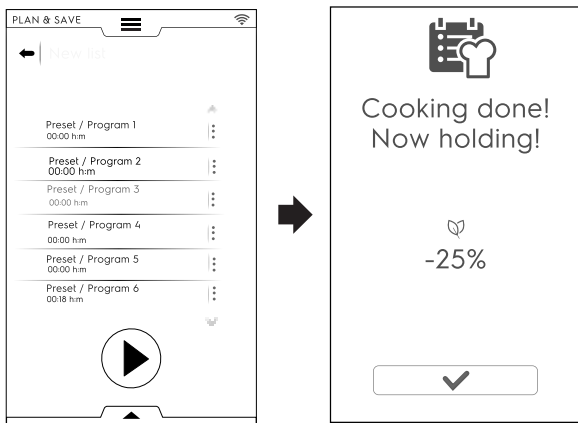 PLAN & SAVE
New list
Preset / Program 1
00:00 h:m
Preset / Program 2
00:00 h:m
Preset / Program 3
00:00 h:m
Preset / Program 4
00:00 h:m
Preset / Program 5
00:00 h:m
Preset / Program 6
00:18 h:m
Cooking done!
Now holding!
-25%